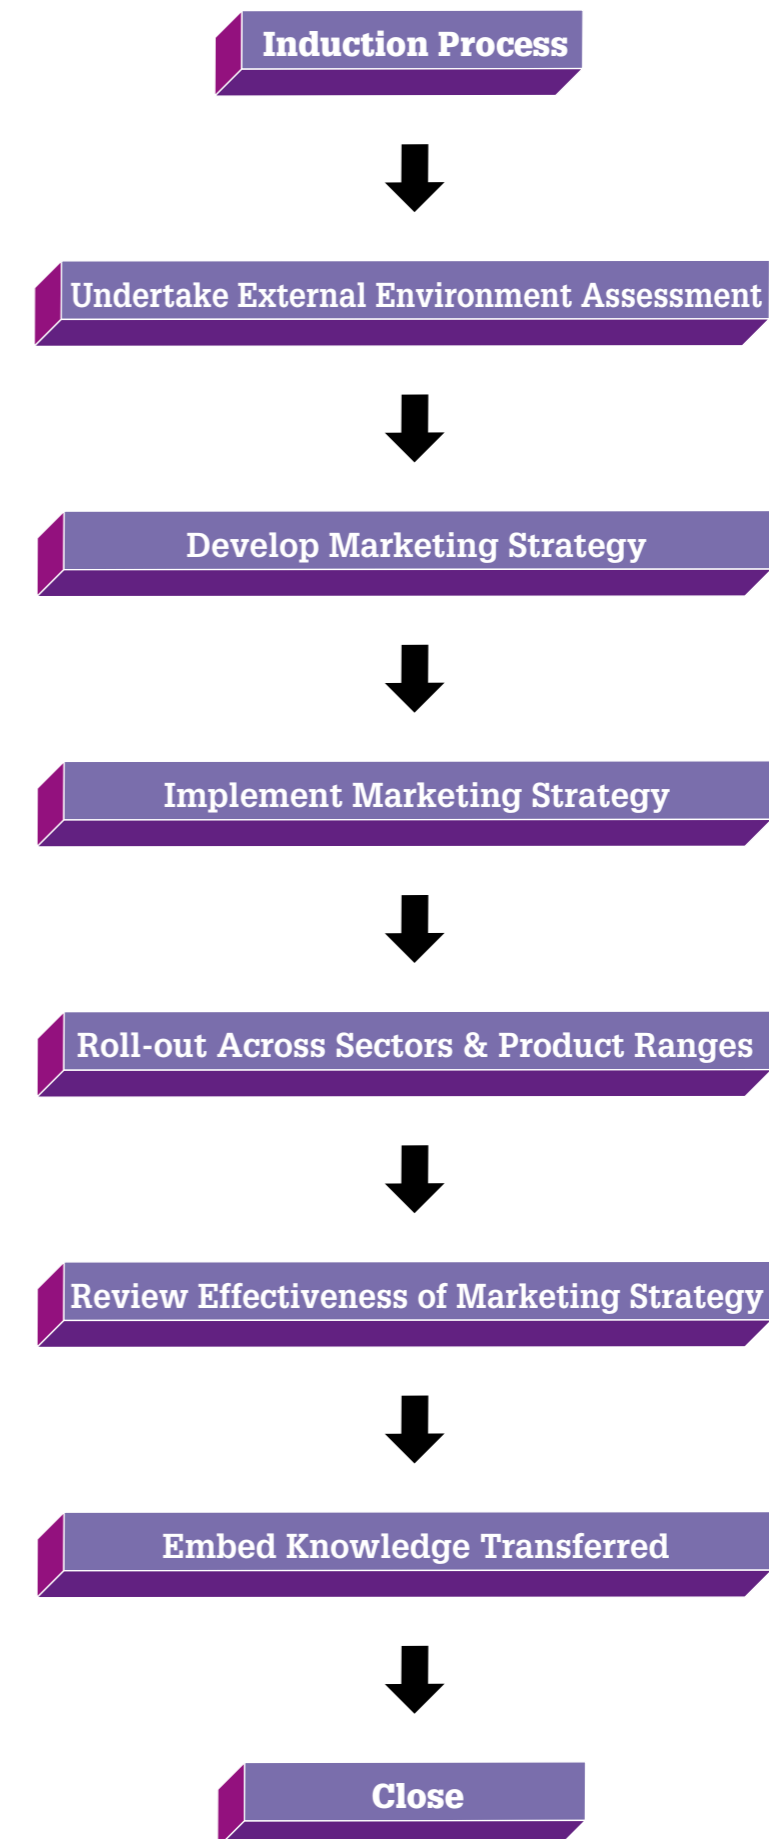 Induction Process
Undertake External Environment Assessment
Develop Marketing Strategy
Implement Marketing Strategy
Roll-out Across Sectors & Product Ranges
Review Effectiveness of Marketing Strategy
Embed Knowledge Transferred
Close